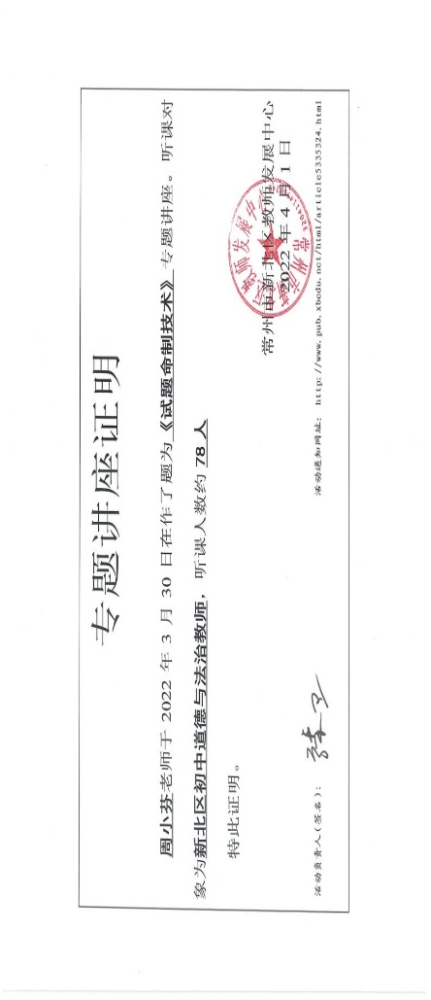 专题讲座证明
周小芬老师于 2022 年 3 月 30 日在作了题为《试题命制技术》专题讲座。听课对
象为新北区初中道德与法治教师，听课人数约 78 人
特此证明。
常州市新北区教师发展中心
2022 年 4 月 1 日
活动负责人（签名）：
活动通知网址： http://www.pub.xbedu.net/html/article5335324.html